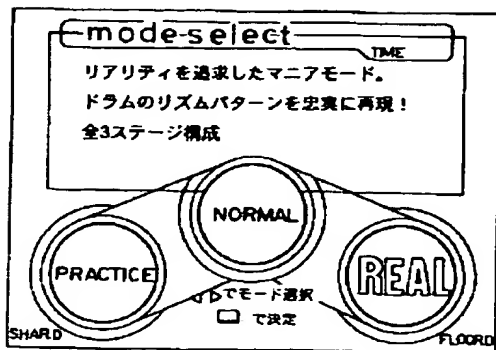 mode-select
TIME
リアリティを追求したマニアモード。
ドラムのリズムパターンを忠実に再現！
全3ステージ構成
NORMAL
PRACTICE
REAL
◁ ▷でモード選択
□ で決定
SHARD
FLOORD